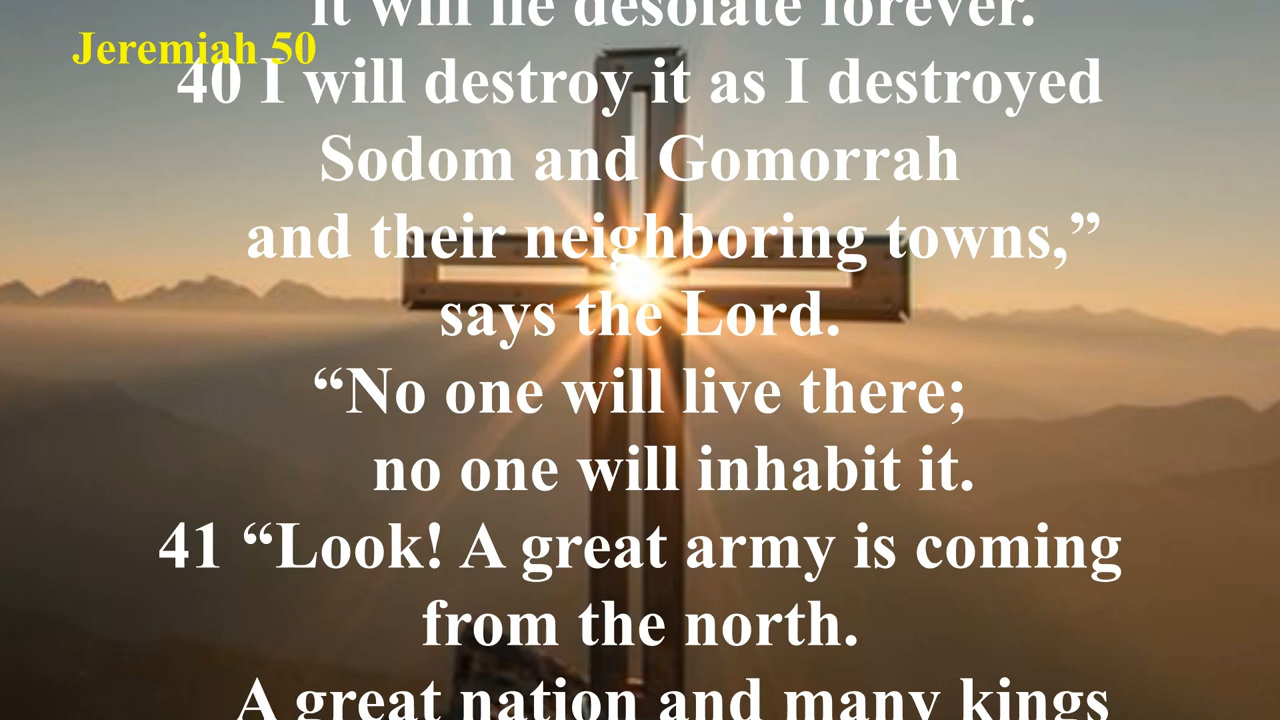 it will lie desolate forever.
Jeremiah 50
40 I will destroy it as I destroyed
Sodom and Gomorrah
and their neighboring towns,”
says the Lord.
“No one will live there;
no one will inhabit it.
41 “Look! A great army is coming
from the north.
A great nation and many kings